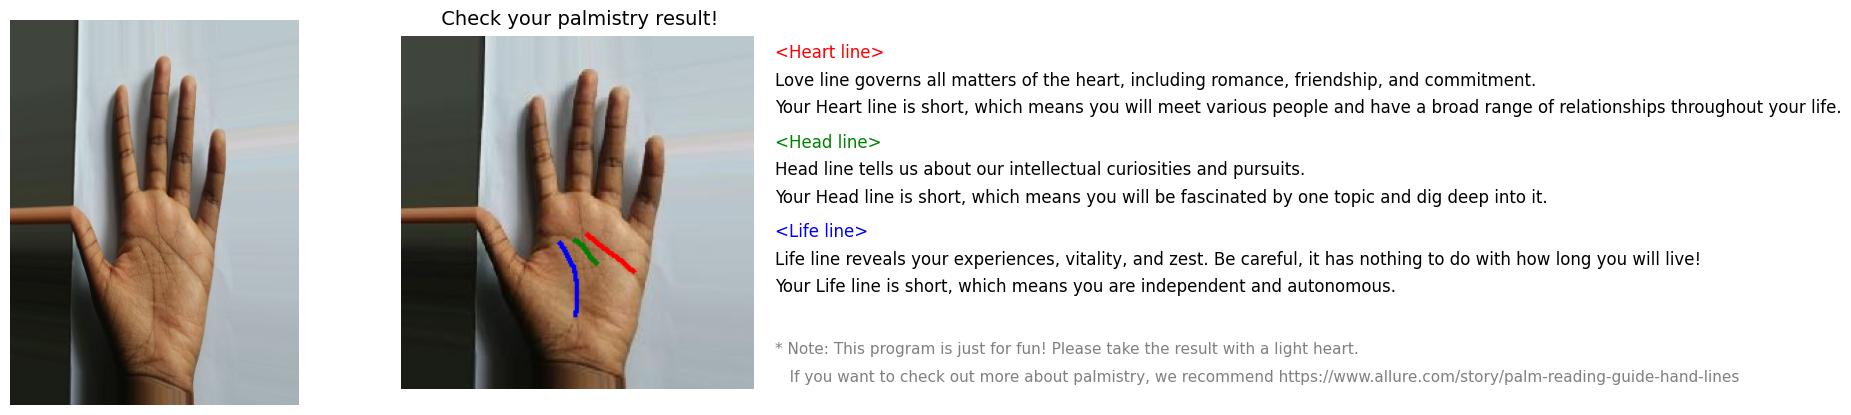 Check your palmistry result!
<Heart line>
Love line governs all matters of the heart, including romance, friendship, and commitment.
Your Heart line is short, which means you will meet various people and have a broad range of relationships throughout your life.
<Head line>
Head line tells us about our intellectual curiosities and pursuits.
Your Head line is short, which means you will be fascinated by one topic and dig deep into it.
<Life line>
Life line reveals your experiences, vitality, and zest. Be careful, it has nothing to do with how long you will live!
Your Life line is short, which means you are independent and autonomous.
* Note: This program is just for fun! Please take the result with a light heart.
If you want to check out more about palmistry, we recommend https://www.allure.com/story/palm-reading-guide-hand-lines